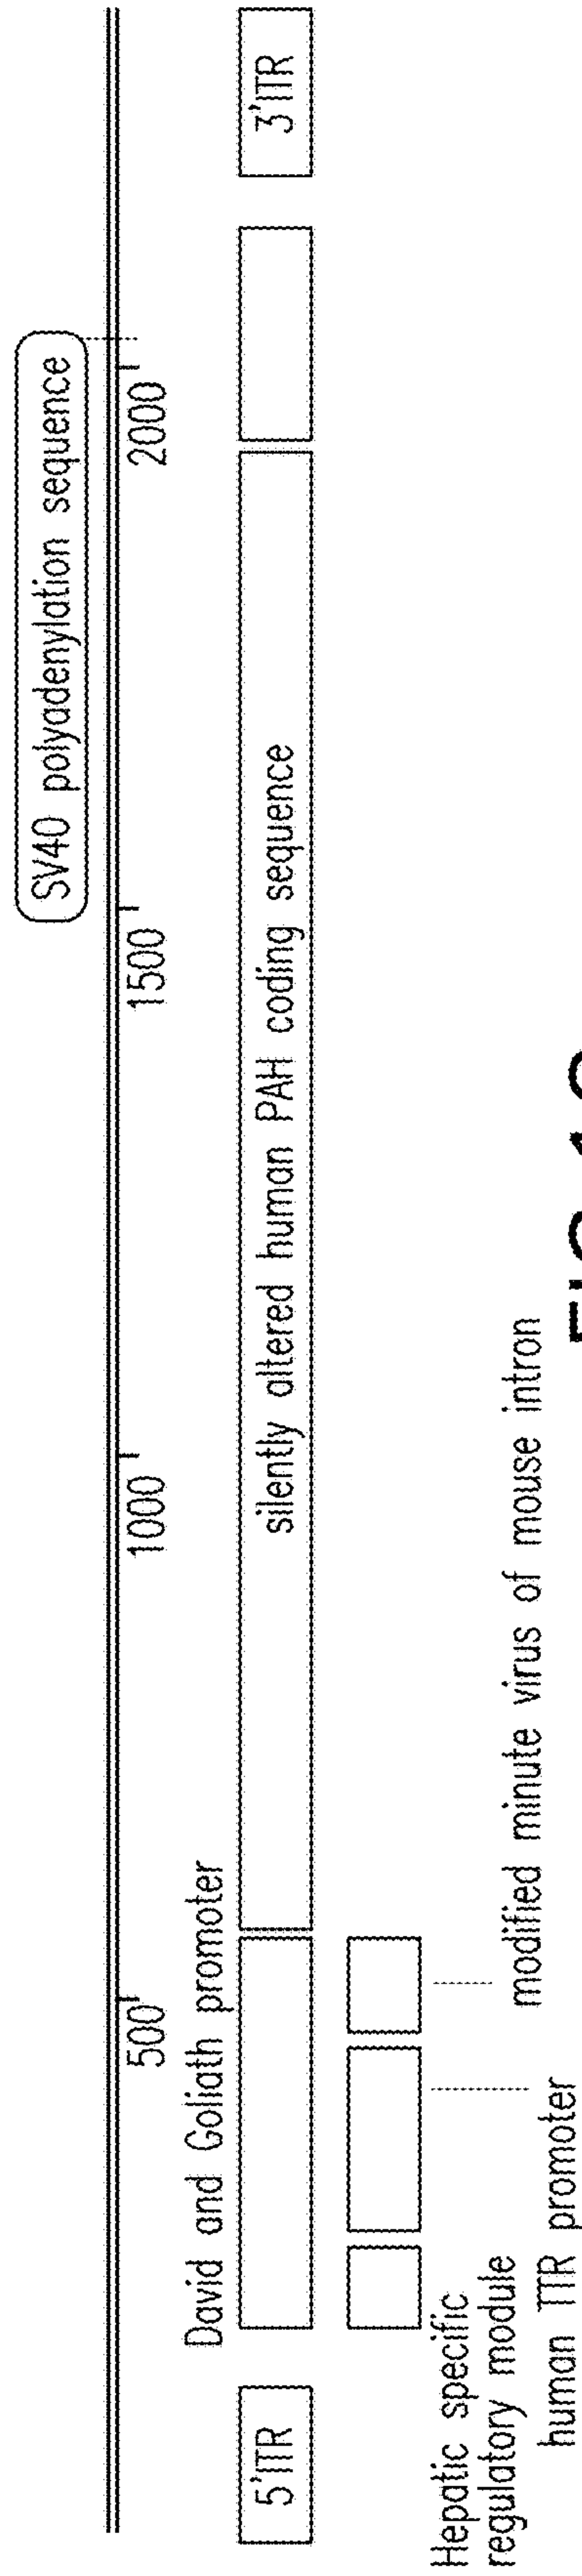 SV40 polyadenylation sequence
500
1000
1500
2000
David and Goliath promoter
5'ITR
silently altered human PAH coding sequence
3'ITR
Hepatic specific
regulatory module
modified minute virus of mouse intron
human TTR promoter